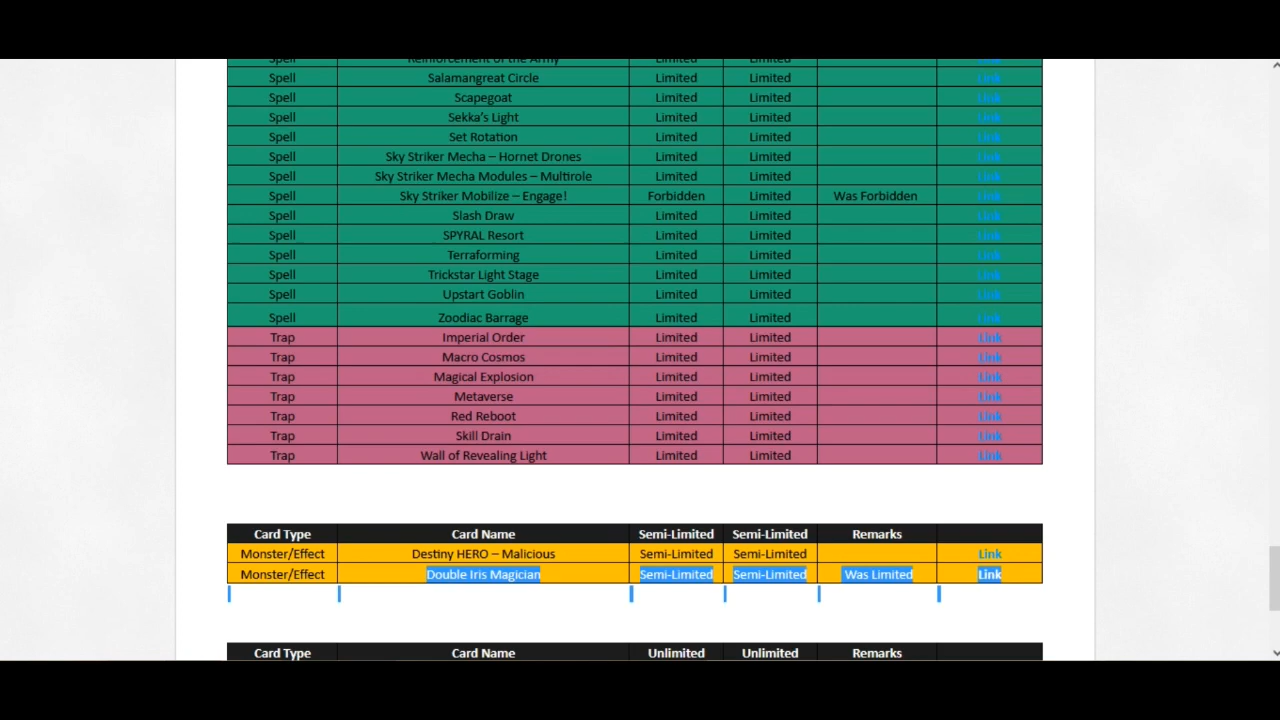 Spell Reinforcement of the Army Limited Limited Link
Spell Salamangreat Circle Limited Limited Link
Spell Scapegoat Limited Limited Link
Spell Sekka's Light Limited Limited Link
Spell Set Rotation Limited Limited Link
Spell Sky Striker Mecha – Hornet Drones Limited Limited Link
Spell Sky Striker Mecha Modules – Multirole Limited Limited Link
Spell Sky Striker Mobilize – Engage! Forbidden Limited Was Forbidden Link
Spell Slash Draw Limited Limited Link
Spell SPYRAL Resort Limited Limited Link
Spell Terraforming Limited Limited Link
Spell Trickstar Light Stage Limited Limited Link
Spell Upstart Goblin Limited Limited Link
Spell Zoodiac Barrage Limited Limited Link
Trap Imperial Order Limited Limited Link
Trap Macro Cosmos Limited Limited Link
Trap Magical Explosion Limited Limited Link
Trap Metaverse Limited Limited Link
Trap Red Reboot Limited Limited Link
Trap Skill Drain Limited Limited Link
Trap Wall of Revealing Light Limited Limited Link
Card Type Card Name Semi-Limited Semi-Limited Remarks
Monster/Effect Destiny HERO – Malicious Semi-Limited Semi-Limited Link
Monster/Effect Double Iris Magician Semi-Limited Semi-Limited Was Limited Link
Card Type Card Name Unlimited Unlimited Remarks